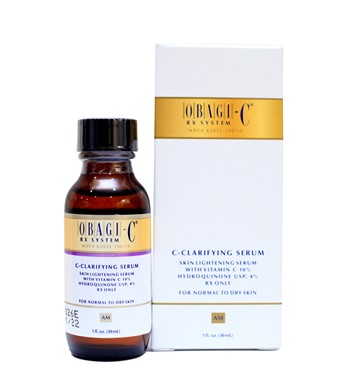 OBAGI-C®
RX SYSTEM
C-CLARIFYING SERUM
SKIN LIGHTENING SERUM
WITH VITAMIN C 10%
HYDROQUINONE USP, 4%
RX ONLY
FOR NORMAL TO DRY SKIN
AM
1 fl. oz. (30 mL)
OBAGI-C®
RX SYSTEM
C-CLARIFYING SERUM
SKIN LIGHTENING SERUM
WITH VITAMIN C 10%
HYDROQUINONE USP, 4%
RX ONLY
FOR NORMAL TO DRY SKIN
26E
/22
AM
1 fl. oz. (30 mL)